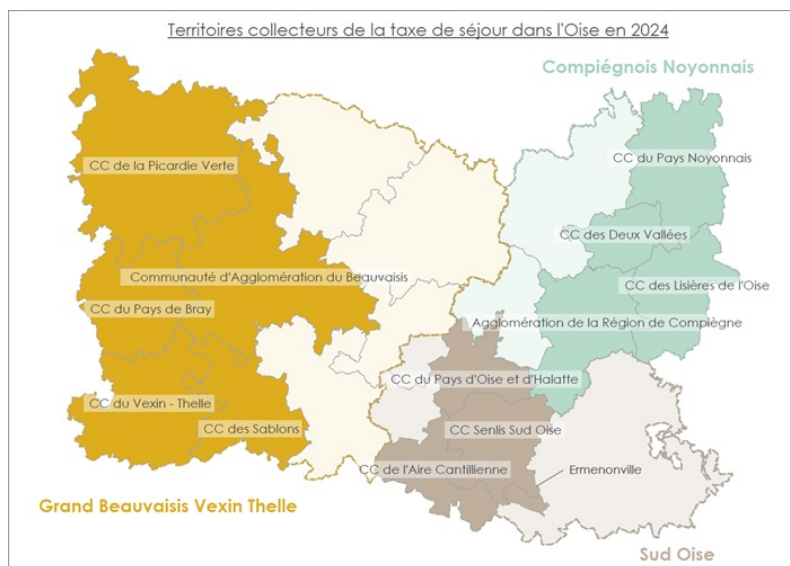 Territoires collecteurs de la taxe de séjour dans l'Oise en 2024
Compiégnois Noyonnais
CC de la Picardie Verte
CC du Pays Noyonnais
CC des Deux Vallées
Communauté d'Agglomération du Beauvaisis
CC des Lisières de l'Oise
CC du Pays de Bray
Agglomération de la Région de Compiègne
CC du Pays d'Oise et d'Halatte
CC du Vexin - Thelle
CC des Sablons
CC Senlis Sud Oise
CC de l'Aire Cantillienne
Ermenonville
Grand Beauvaisis Vexin Thelle
Sud Oise